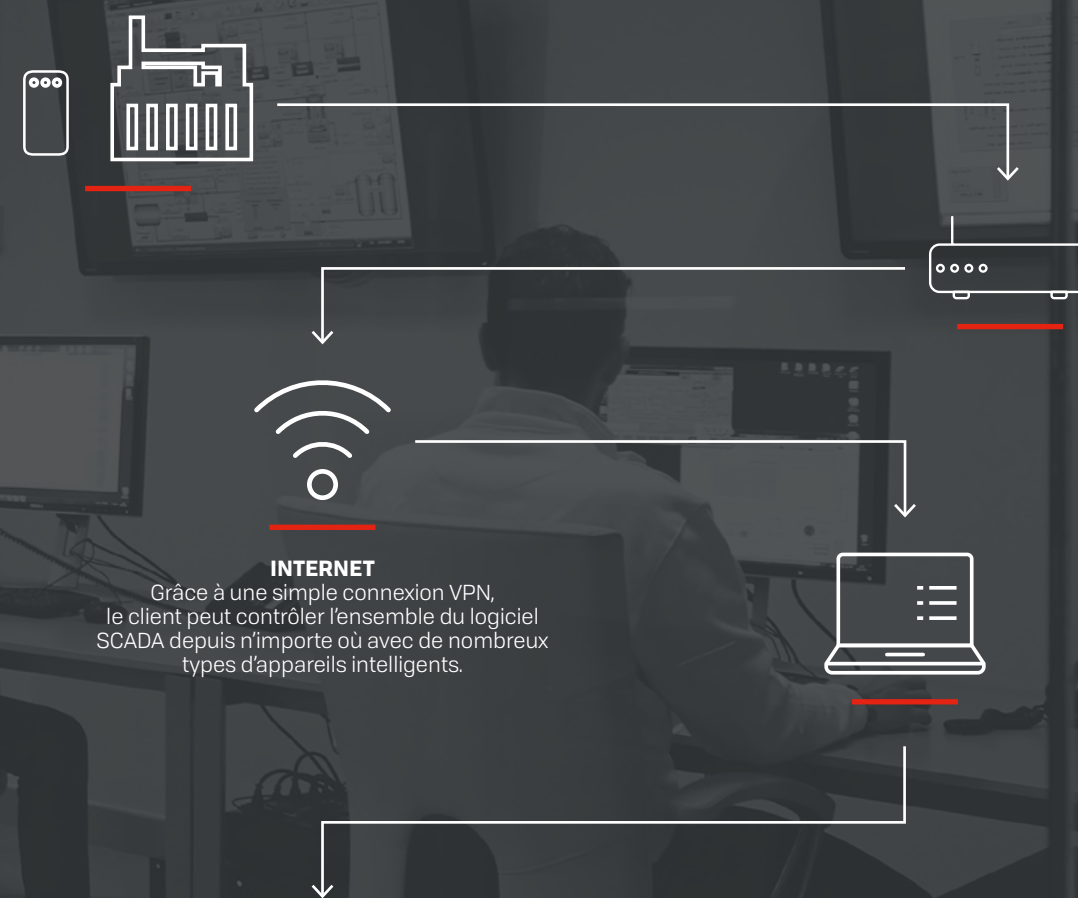 INTERNET
Grâce à une simple connexion VPN,
le client peut contrôler l’ensemble du logiciel
SCADA depuis n’importe où avec de nombreux
types d’appareils intelligents.